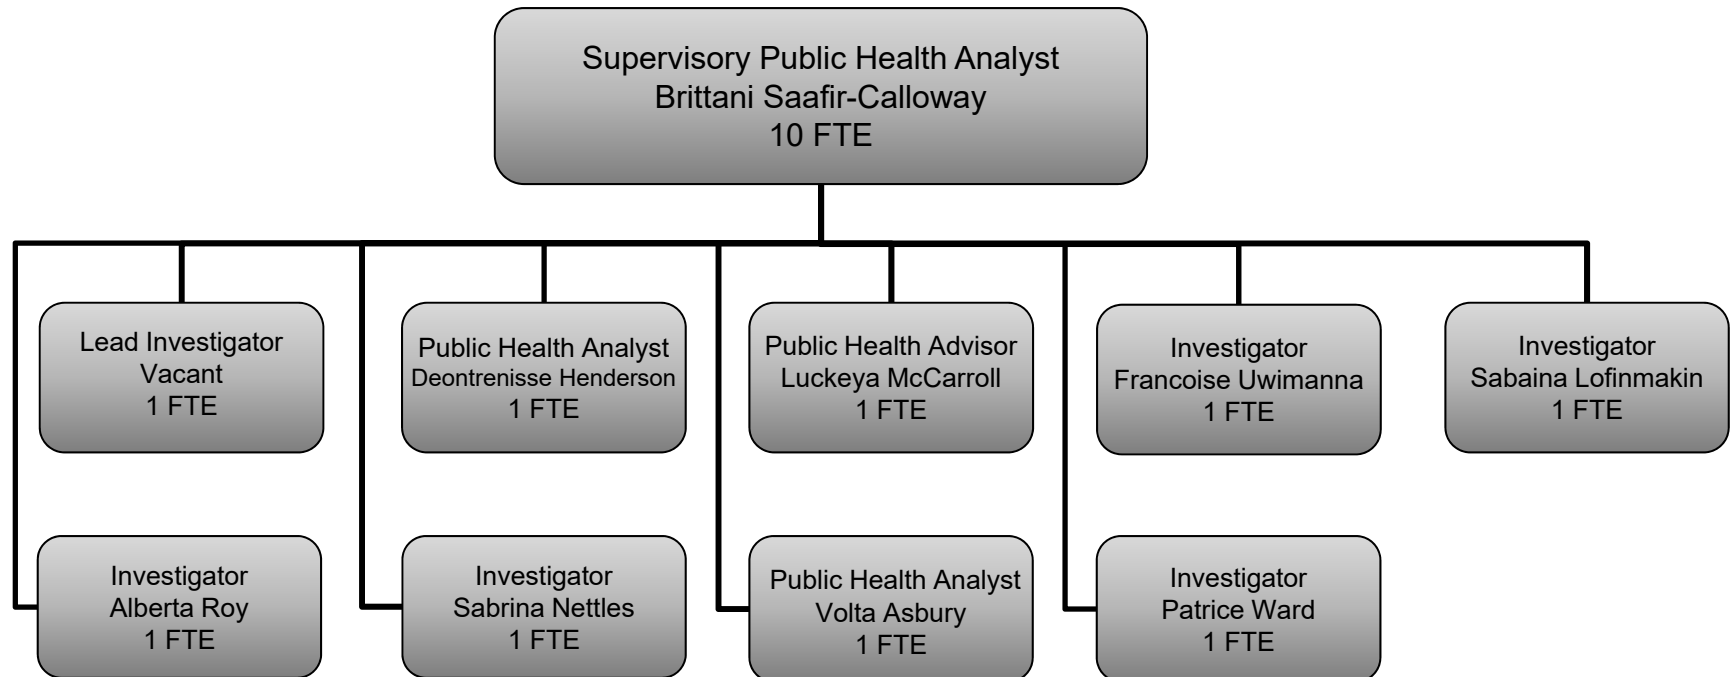 Supervisory Public Health Analyst
Brittani Saafir-Calloway
10 FTE
Lead Investigator
Vacant
1 FTE
Public Health Analyst
Deontrenisse Henderson
1 FTE
Public Health Advisor
Luckeya McCarroll
1 FTE
Investigator
Francoise Uwimanna
1 FTE
Investigator
Sabaina Lofinmakin
1 FTE
Investigator
Alberta Roy
1 FTE
Investigator
Sabrina Nettles
1 FTE
Public Health Analyst
Volta Asbury
1 FTE
Investigator
Patrice Ward
1 FTE